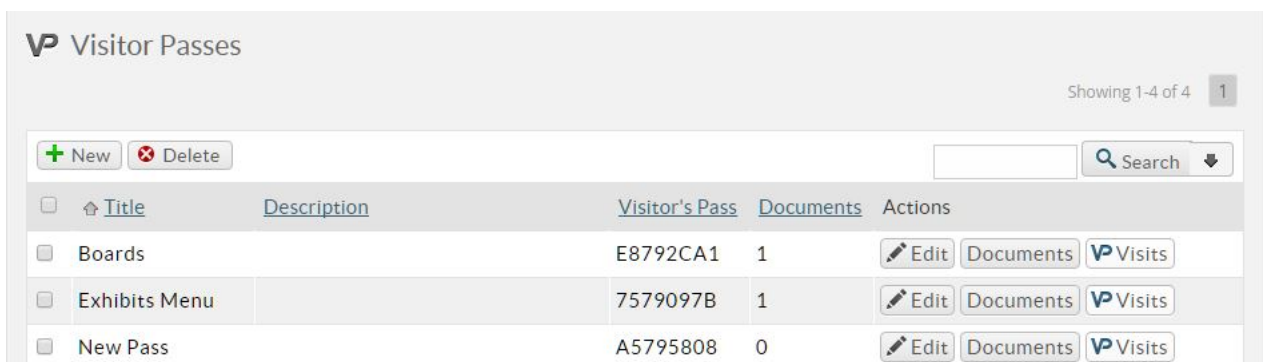 VP Visitor Passes
Showing 1-4 of 4 1
New Delete Search
Title Description Visitor's Pass Documents Actions
Boards E8792CA1 1 Edit Documents VP Visits
Exhibits Menu 7579097B 1 Edit Documents VP Visits
New Pass A5795808 0 Edit Documents VP Visits